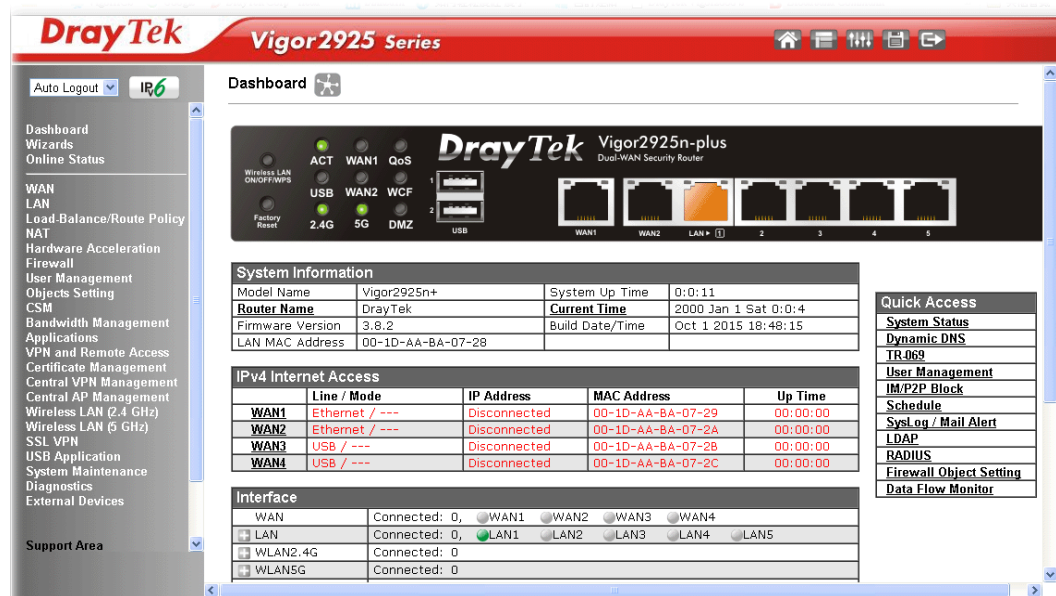 DrayTek
Vigor2925 Series
Auto Logout
IPv6
Dashboard
Wizards
Online Status
WAN
LAN
Load-Balance/Route Policy
NAT
Hardware Acceleration
Firewall
User Management
Objects Setting
CSM
Bandwidth Management
Applications
VPN and Remote Access
Certificate Management
Central VPN Management
Central AP Management
Wireless LAN (2.4 GHz)
Wireless LAN (5 GHz)
SSL VPN
USB Application
System Maintenance
Diagnostics
External Devices
Support Area
Dashboard
Wireless LAN
ON/OFF/WPS
Factory
Reset
ACT WAN1 QoS
USB WAN2 WCF
2.4G 5G DMZ
1
2
USB
DrayTek
Vigor2925n-plus
Dual-WAN Security Router
WAN1 WAN2 LAN 1 2 3 4 5
System Information
Model Name Vigor2925n+ System Up Time 0:0:11
Router Name DrayTek Current Time 2000 Jan 1 Sat 0:0:4
Firmware Version 3.8.2 Build Date/Time Oct 1 2015 18:48:15
LAN MAC Address 00-1D-AA-BA-07-28
IPv4 Internet Access
Line / Mode IP Address MAC Address Up Time
WAN1 Ethernet / --- Disconnected 00-1D-AA-BA-07-29 00:00:00
WAN2 Ethernet / --- Disconnected 00-1D-AA-BA-07-2A 00:00:00
WAN3 USB / --- Disconnected 00-1D-AA-BA-07-2B 00:00:00
WAN4 USB / --- Disconnected 00-1D-AA-BA-07-2C 00:00:00
Interface
WAN Connected: 0, WAN1 WAN2 WAN3 WAN4
LAN Connected: 0, LAN1 LAN2 LAN3 LAN4 LAN5
WLAN2.4G Connected: 0
WLAN5G Connected: 0
Quick Access
System Status
Dynamic DNS
TR-069
User Management
IM/P2P Block
Schedule
SysLog / Mail Alert
LDAP
RADIUS
Firewall Object Setting
Data Flow Monitor